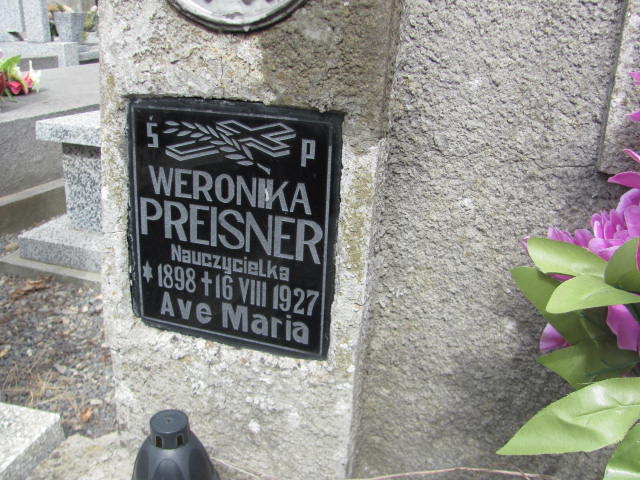 Ś P
WERONIKA
PREISNER
Nauczycielka
* 1898 + 16 VIII 1927
Ave Maria